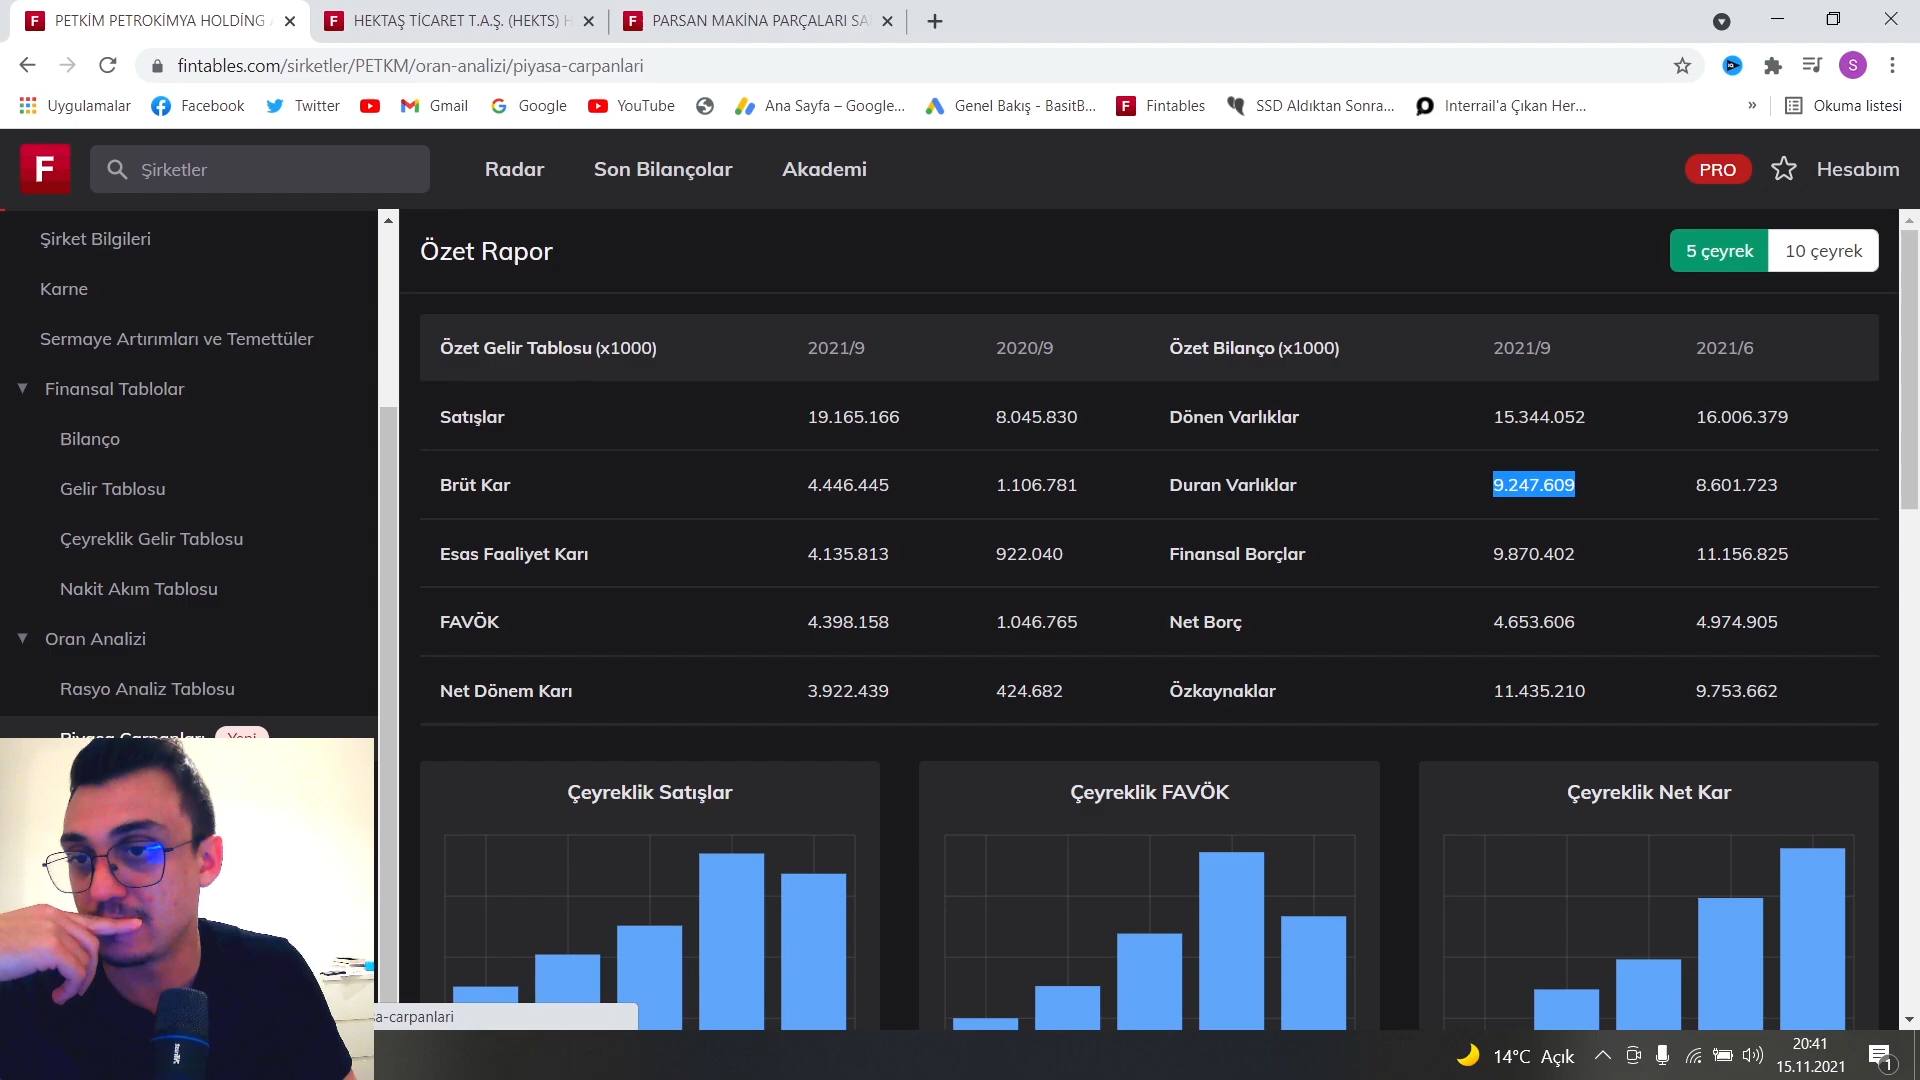 PETKİM PETROKİMYA HOLDİNG
HEKTAŞ TİCARET T.A.Ş. (HEKTS) H
PARSAN MAKİNA PARÇALARI SA
fintables.com/sirketler/PETKM/oran-analizi/piyasa-carpanlari
S
Uygulamalar
Facebook
Twitter
Gmail
Google
YouTube
Ana Sayfa – Google...
Genel Bakış - BasitB...
Fintables
SSD Aldıktan Sonra...
Interrail'a Çıkan Her...
»
Okuma listesi
F
Şirketler
Radar
Son Bilançolar
Akademi
PRO
Hesabım
Şirket Bilgileri
Karne
Sermaye Artırımları ve Temettüler
Finansal Tablolar
Bilanço
Gelir Tablosu
Çeyreklik Gelir Tablosu
Nakit Akım Tablosu
Oran Analizi
Rasyo Analiz Tablosu
Piyasa Çarpanları Yeni
Özet Rapor
5 çeyrek
10 çeyrek
Özet Gelir Tablosu (x1000) 2021/9 2020/9 Özet Bilanço (x1000) 2021/9 2021/6
Satışlar 19.165.166 8.045.830 Dönen Varlıklar 15.344.052 16.006.379
Brüt Kar 4.446.445 1.106.781 Duran Varlıklar 9.247.609 8.601.723
Esas Faaliyet Karı 4.135.813 922.040 Finansal Borçlar 9.870.402 11.156.825
FAVÖK 4.398.158 1.046.765 Net Borç 4.653.606 4.974.905
Net Dönem Karı 3.922.439 424.682 Özkaynaklar 11.435.210 9.753.662
Çeyreklik Satışlar
Çeyreklik FAVÖK
Çeyreklik Net Kar
sa-carpanlari
14°C Açık
20:41
15.11.2021
1